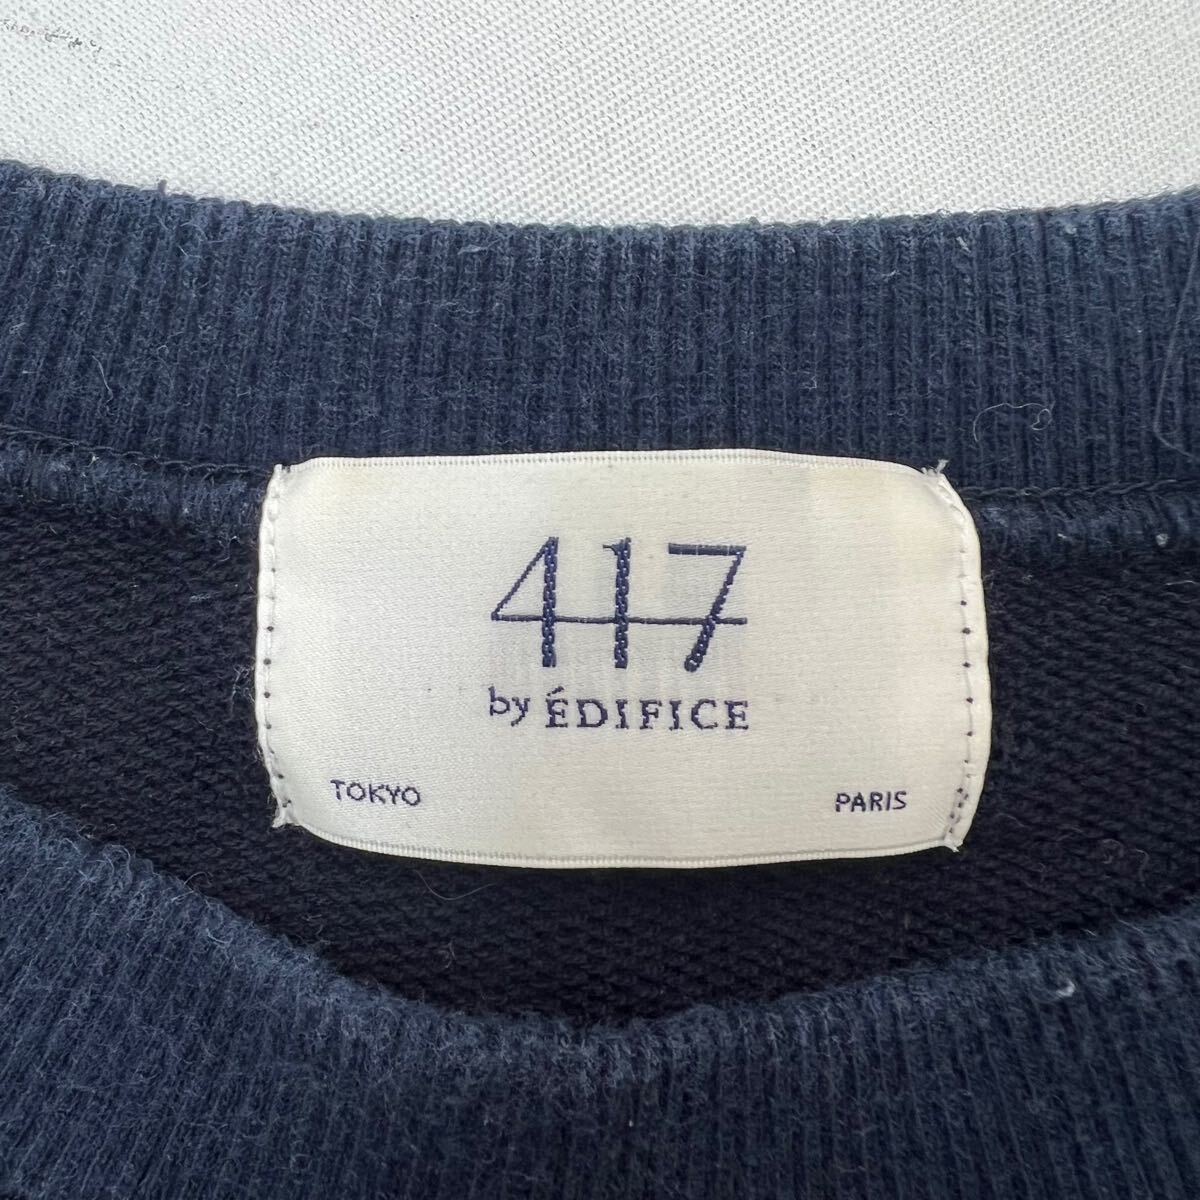 417
by ÉDIFICE
TOKYO PARIS